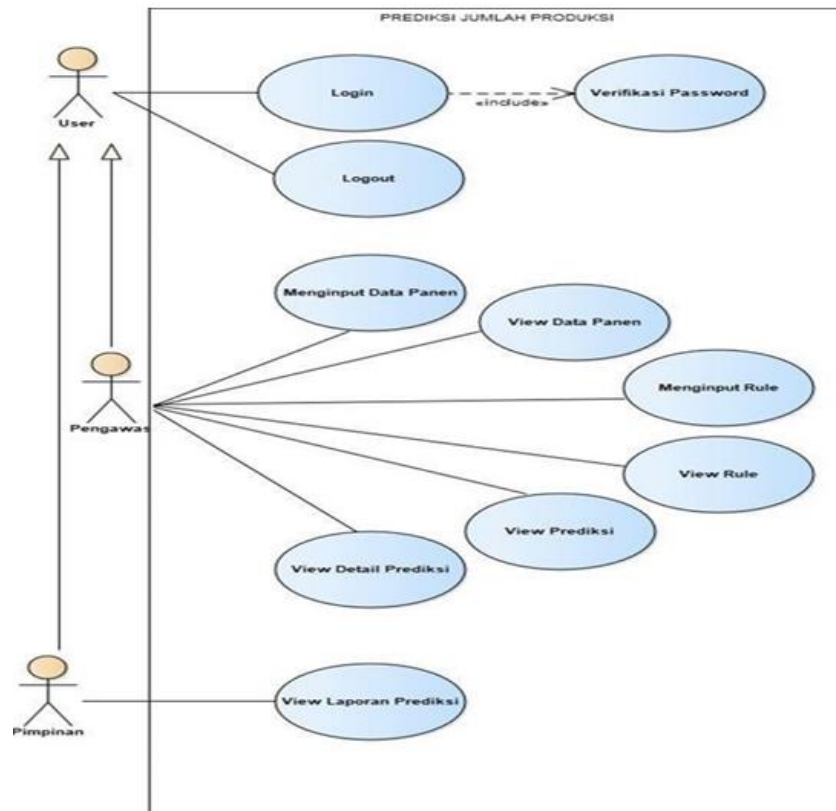 PREDIKSI JUMLAH PRODUKSI
User
Login
«include»
Verifikasi Password
Logout
Menginput Data Panen
View Data Panen
Pengawas
Menginput Rule
View Rule
View Prediksi
View Detail Prediksi
Pimpinan
View Laporan Prediksi